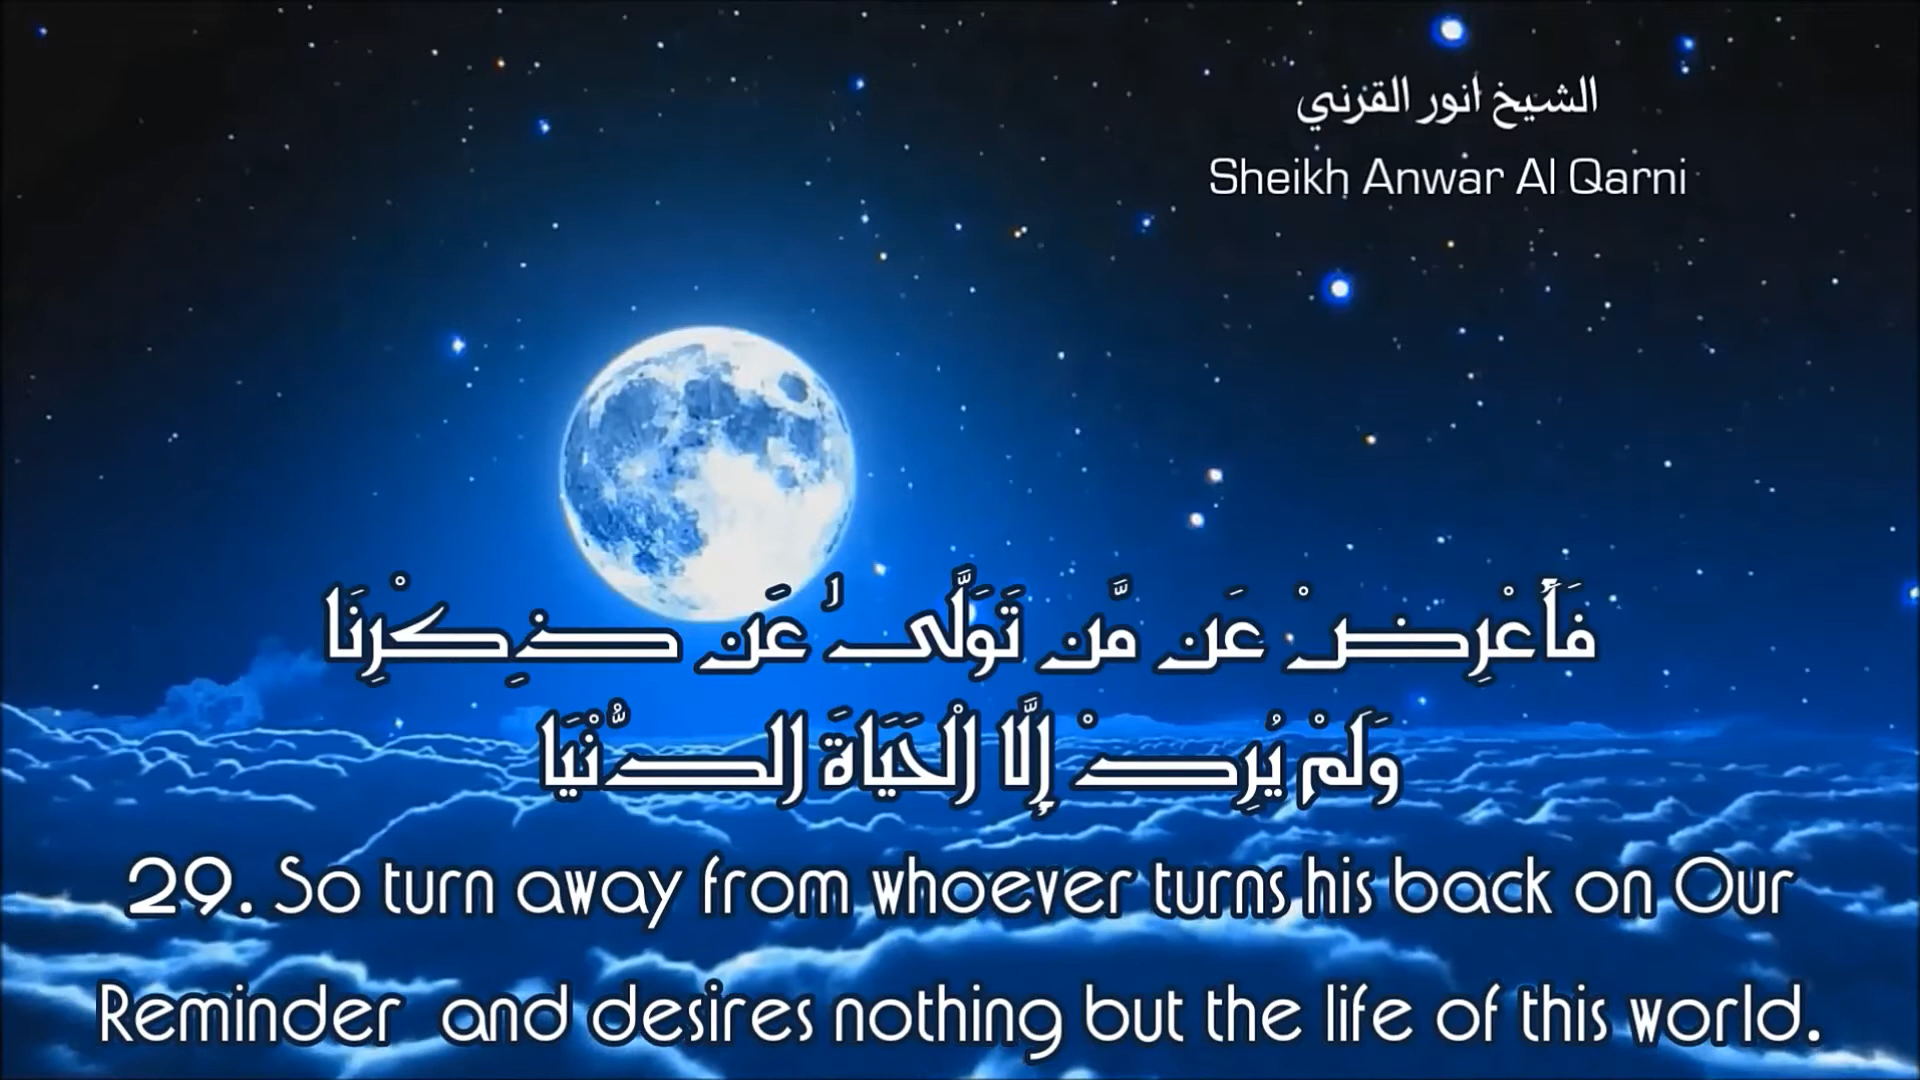 الشيخ أنور القرني
Sheikh Anwar Al Qarni
فَأَعْرِضْ عَن مَّن تَوَلَّىٰ عَن ذِكْرِنَا
وَلَمْ يُرِدْ إِلَّا الْحَيَاةَ الدُّنْيَا
29. So turn away from whoever turns his back on Our
Reminder and desires nothing but the life of this world.